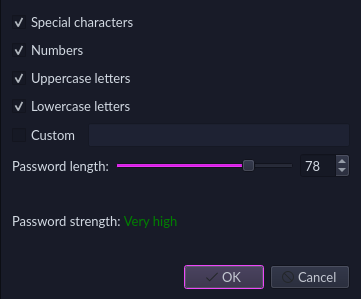 Special characters
Numbers
Uppercase letters
Lowercase letters
Custom
Password length: 78
Password strength: Very high
OK Cancel